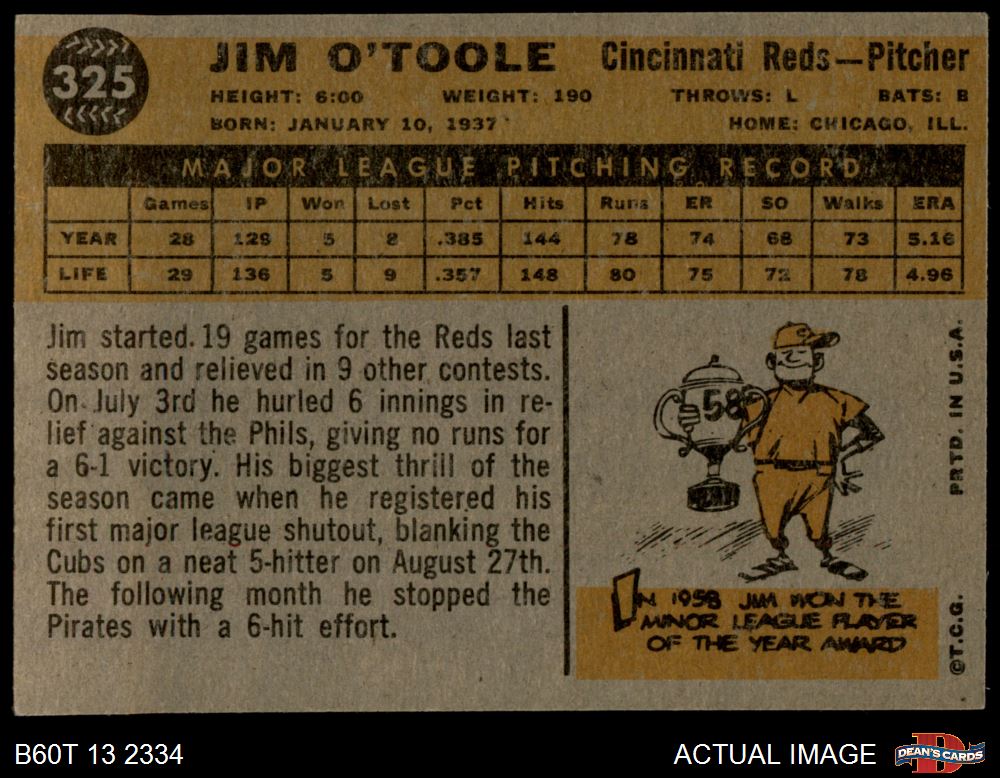 325
JIM O'TOOLE Cincinnati Reds—Pitcher
HEIGHT: 6:00 WEIGHT: 190 THROWS: L BATS: B
BORN: JANUARY 10, 1937 HOME: CHICAGO, ILL.
MAJOR LEAGUE PITCHING RECORD
Games IP Won Lost Pct Hits Runs ER SO Walks ERA
YEAR 28 129 5 8 .385 144 78 74 68 73 5.16
LIFE 29 136 5 9 .357 148 80 75 72 78 4.96
Jim started 19 games for the Reds last
season and relieved in 9 other contests.
On July 3rd he hurled 6 innings in re-
lief against the Phils, giving no runs for
a 6-1 victory. His biggest thrill of the
season came when he registered his
first major league shutout, blanking the
Cubs on a neat 5-hitter on August 27th.
The following month he stopped the
Pirates with a 6-hit effort.
58
IN 1958 JIM WON THE
MINOR LEAGUE PLAYER
OF THE YEAR AWARD
PRTD. IN U.S.A.
©T.C.G.
B60T 13 2334
ACTUAL IMAGE
D
DEAN'S CARDS